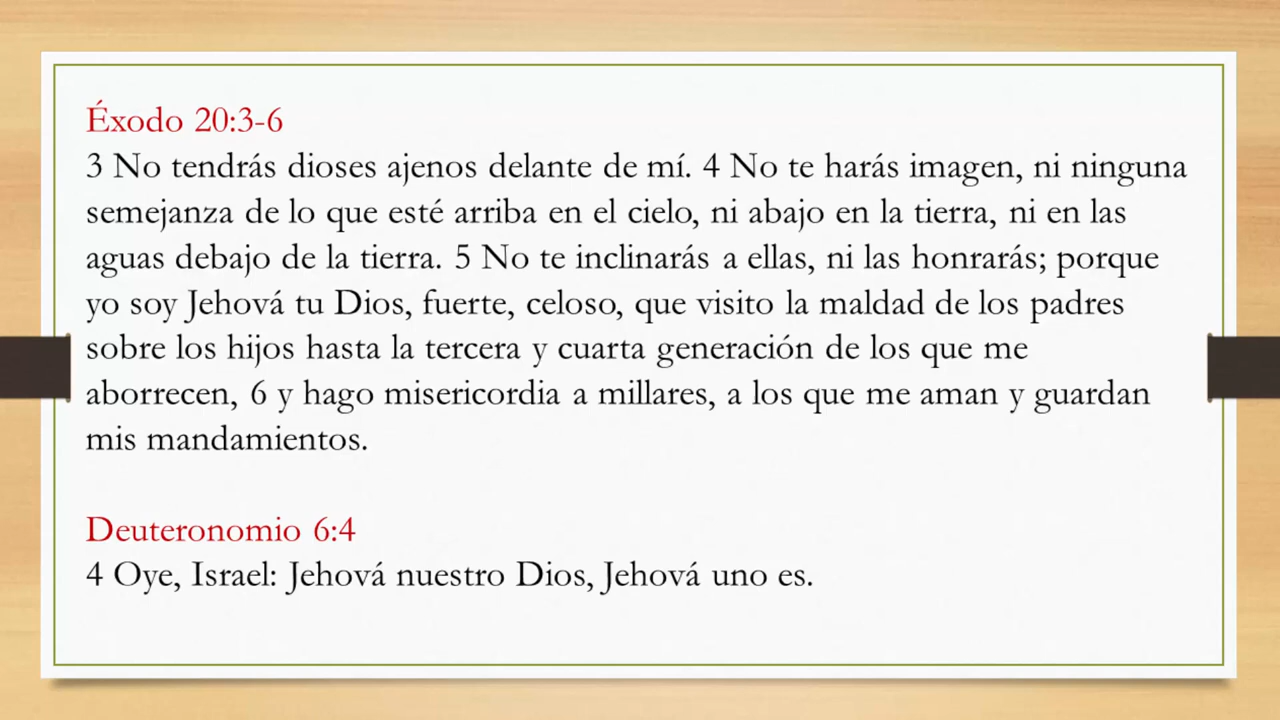 Éxodo 20:3-6
3 No tendrás dioses ajenos delante de mí. 4 No te harás imagen, ni ninguna
semejanza de lo que esté arriba en el cielo, ni abajo en la tierra, ni en las
aguas debajo de la tierra. 5 No te inclinarás a ellas, ni las honrarás; porque
yo soy Jehová tu Dios, fuerte, celoso, que visito la maldad de los padres
sobre los hijos hasta la tercera y cuarta generación de los que me
aborrecen, 6 y hago misericordia a millares, a los que me aman y guardan
mis mandamientos.
Deuteronomio 6:4
4 Oye, Israel: Jehová nuestro Dios, Jehová uno es.